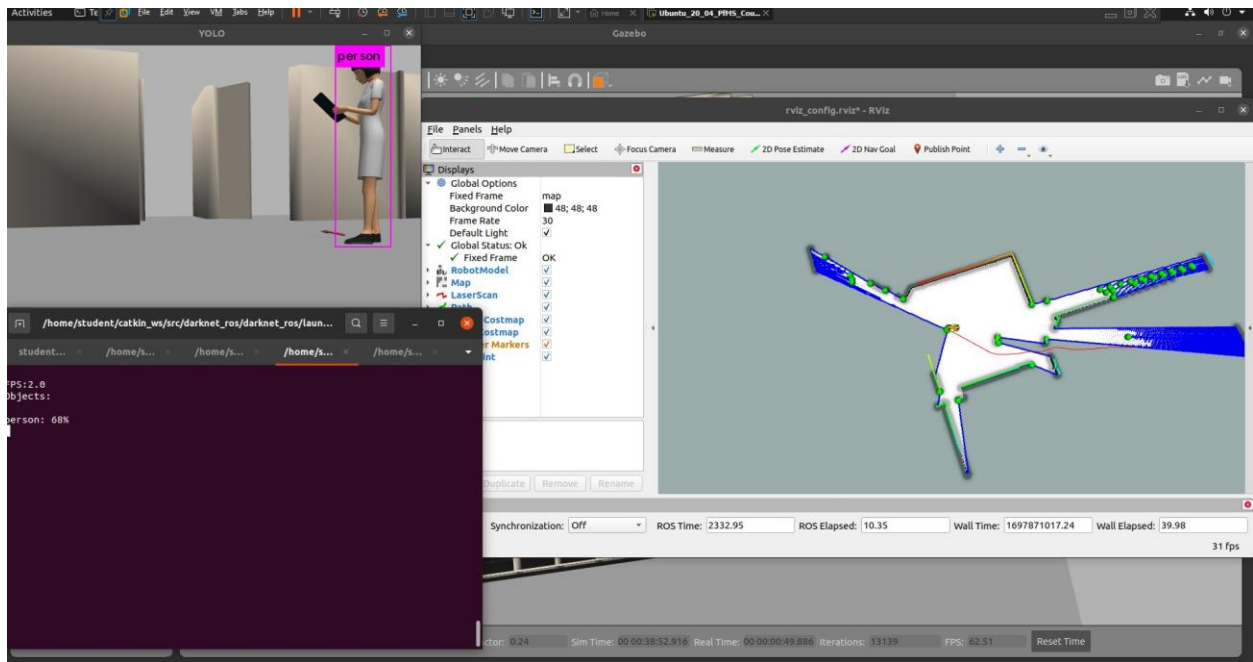 Activities Te File Edit View VM Tabs Help Home Ubuntu_20_04_PfHS_Cou...
YOLO
Gazebo
person
rviz_config.rviz* - RViz
File Panels Help
Interact Move Camera Select Focus Camera Measure 2D Pose Estimate 2D Nav Goal Publish Point
Displays
Global Options
Fixed Frame map
Background Color 48; 48; 48
Frame Rate 30
Default Light
Global Status: Ok
Fixed Frame OK
RobotModel
Map
LaserScan
Path
Costmap
ostmap
r Markers
int
/home/student/catkin_ws/src/darknet_ros/darknet_ros/laun...
student... /home/s... /home/s... /home/s... /home/s...
FPS:2.0
Objects:
person: 68%
Duplicate Remove Rename
Synchronization: Off ROS Time: 2332.95 ROS Elapsed: 10.35 Wall Time: 1697871017.24 Wall Elapsed: 39.98
31 fps
ctor: 0.24 Sim Time: 00 00:38:52.916 Real Time: 00 00:00:49.886 Iterations: 13139 FPS: 62.51 Reset Time